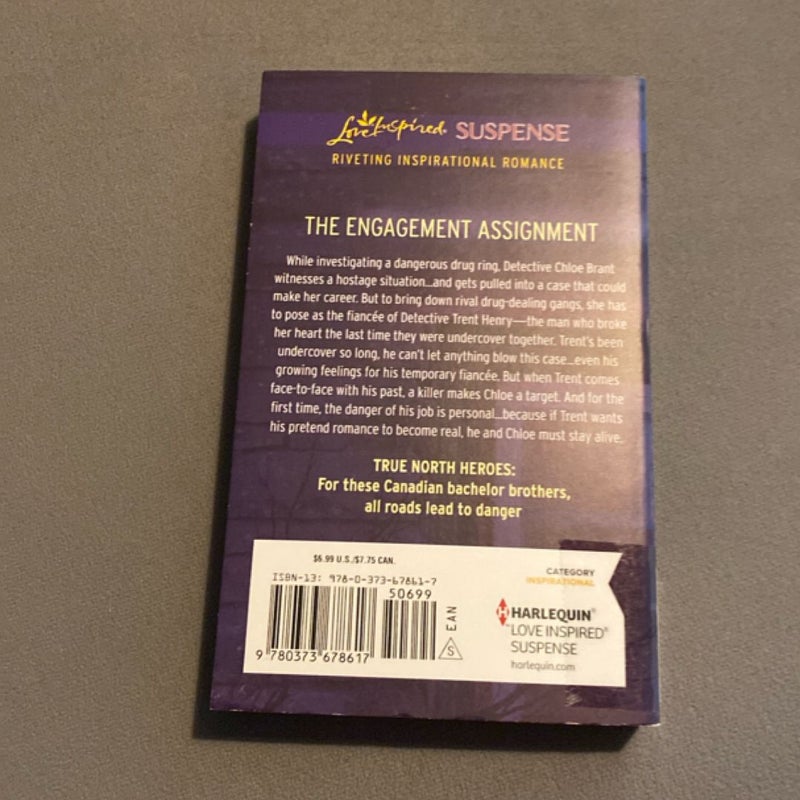 Love Inspired® SUSPENSE
RIVETING INSPIRATIONAL ROMANCE
THE ENGAGEMENT ASSIGNMENT
While investigating a dangerous drug ring, Detective Chloe Brant
witnesses a hostage situation...and gets pulled into a case that could
make her career. But to bring down rival drug-dealing gangs, she has
to pose as the fiancée of Detective Trent Henry—the man who broke
her heart the last time they were undercover together. Trent's been
undercover so long, he can't let anything blow this case...even his
growing feelings for his temporary fiancée. But when Trent comes
face-to-face with his past, a killer makes Chloe a target. And for the
first time, the danger of his job is personal...because if Trent wants
his pretend romance to become real, he and Chloe must stay alive.
TRUE NORTH HEROES:
For these Canadian bachelor brothers,
all roads lead to danger
$6.99 U.S./$7.75 CAN.
ISBN-13: 978-0-373-67861-7
50699
EAN
S
9 780373 678617
CATEGORY
INSPIRATIONAL
HARLEQUIN®
LOVE INSPIRED®
SUSPENSE
harlequin.com